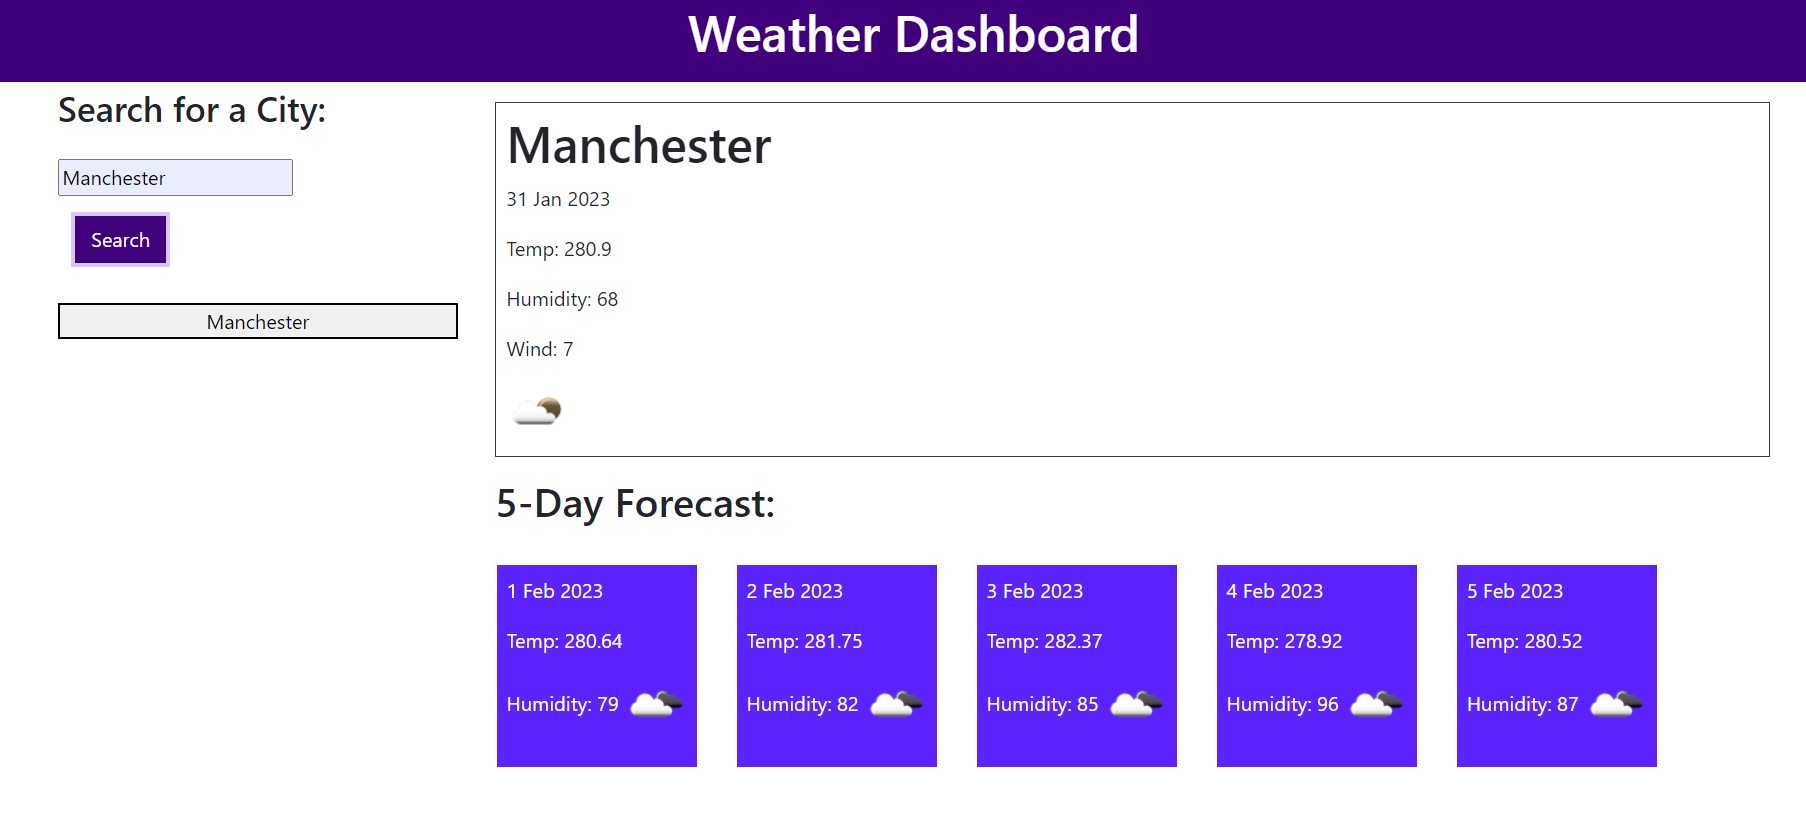 Weather Dashboard
Search for a City:
Manchester
Search
Manchester
Manchester
31 Jan 2023
Temp: 280.9
Humidity: 68
Wind: 7
5-Day Forecast:
1 Feb 2023
Temp: 280.64
Humidity: 79
2 Feb 2023
Temp: 281.75
Humidity: 82
3 Feb 2023
Temp: 282.37
Humidity: 85
4 Feb 2023
Temp: 278.92
Humidity: 96
5 Feb 2023
Temp: 280.52
Humidity: 87